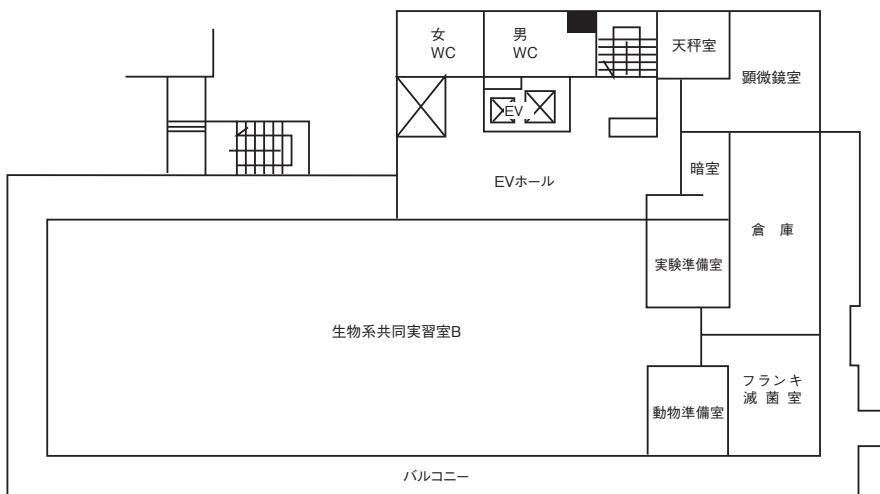 女
WC
男
WC
天秤室
顕微鏡室
EV
暗室
EVホール
倉　庫
実験準備室
生物系共同実習室B
フランキ
滅 菌 室
動物準備室
バルコニー